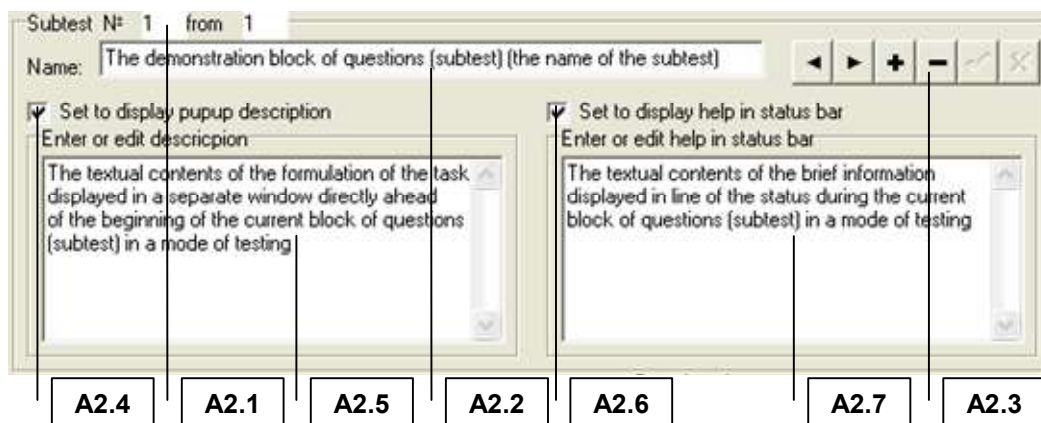 Subtest № 1 from 1
Name: The demonstration block of questions (subtest) (the name of the subtest)
Set to display pupup description
Set to display help in status bar
Enter or edit descricpion
Enter or edit help in status bar
The textual contents of the formulation of the task
displayed in a separate window directly ahead
of the beginning of the current block of questions
(subtest) in a mode of testing
The textual contents of the brief information
displayed in line of the status during the current
block of questions (subtest) in a mode of testing
A2.4 A2.1 A2.5 A2.2 A2.6 A2.7 A2.3